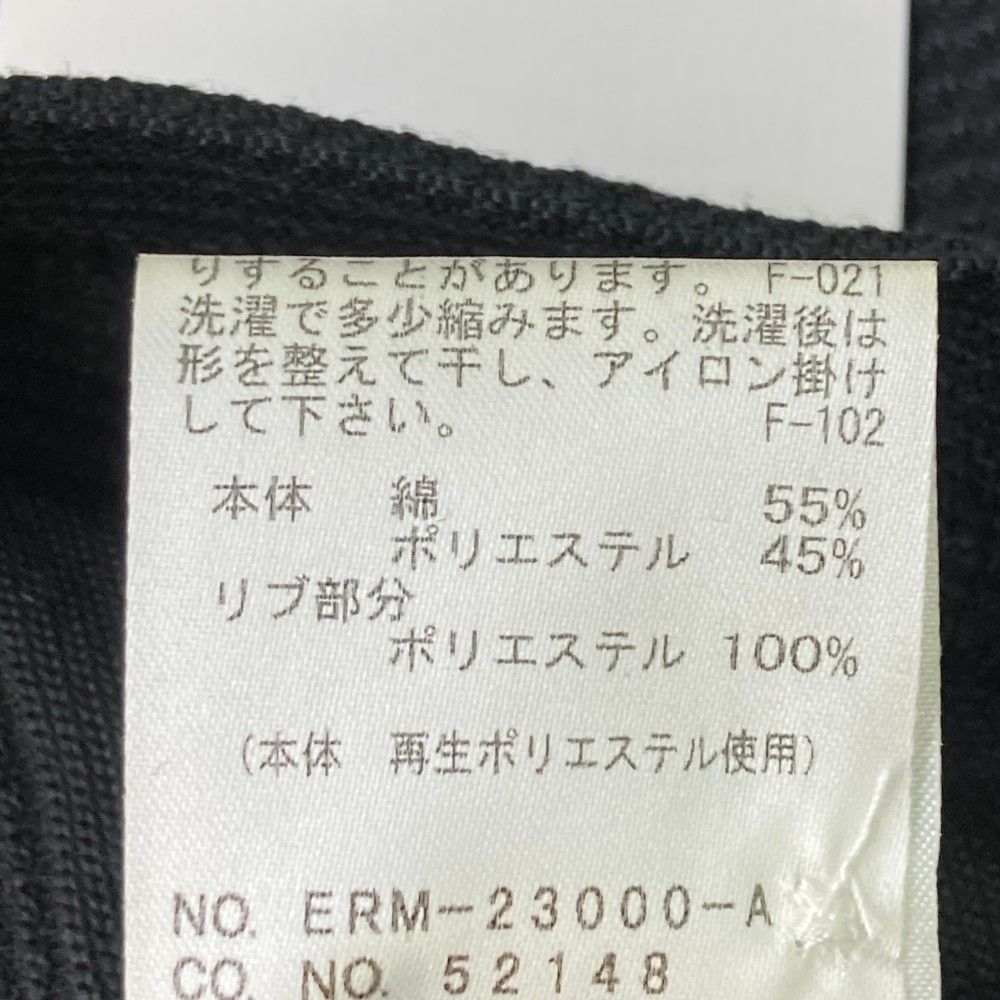 りすることがあります。 F-021
洗濯で多少縮みます。洗濯後は
形を整えて干し、アイロン掛け
して下さい。 F-102
本体 綿 55%
ポリエステル 45%
リブ部分
ポリエステル 100%
(本体 再生ポリエステル使用)
NO. ERM-23000-A
CO. NO. 52148